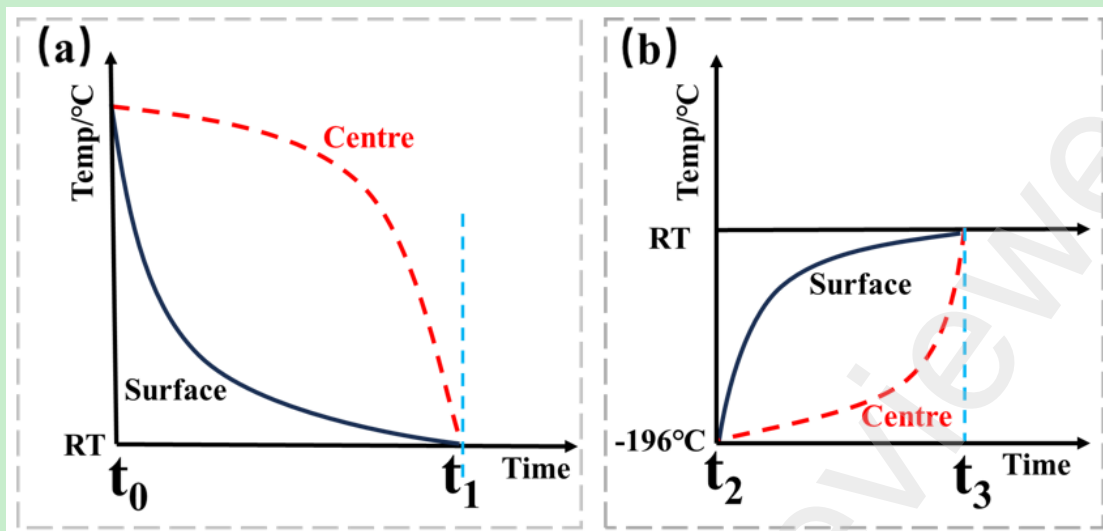 (a)
Temp/°C
Centre
Surface
RT
t0
t1
Time
(b)
Temp/°C
RT
Surface
Centre
-196°C
t2
t3
Time